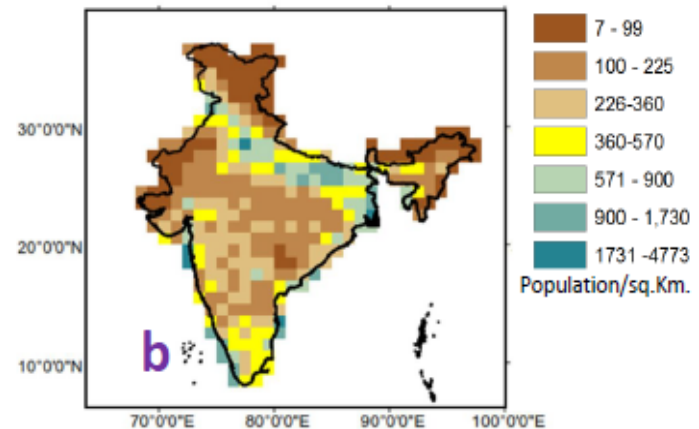 7 - 99
100 - 225
226-360
360-570
571 - 900
900 - 1,730
1731 -4773
Population/sq.Km.
30°0'0"N
20°0'0"N
10°0'0"N
b
70°0'0"E
80°0'0"E
90°0'0"E
100°0'0"E